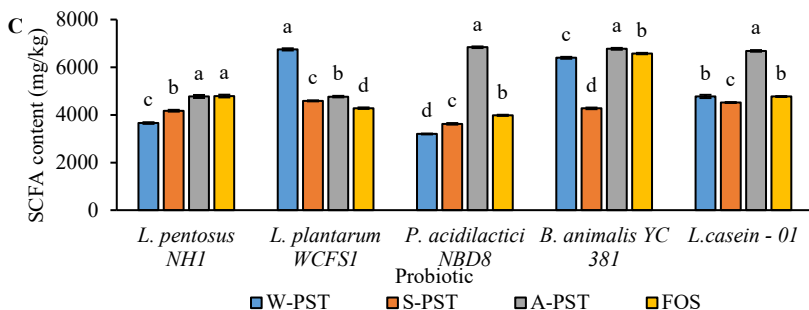 C
SCFA content (mg/kg)
8000
6000
4000
2000
0
c b a a
a c b d
d c a b
b d a c
b c a b
L. pentosus NH1
L. plantarum WCFS1
P. acidilactici NBD8
B. animalis YC 381
L.casein - 01
Probiotic
W-PST S-PST A-PST FOS